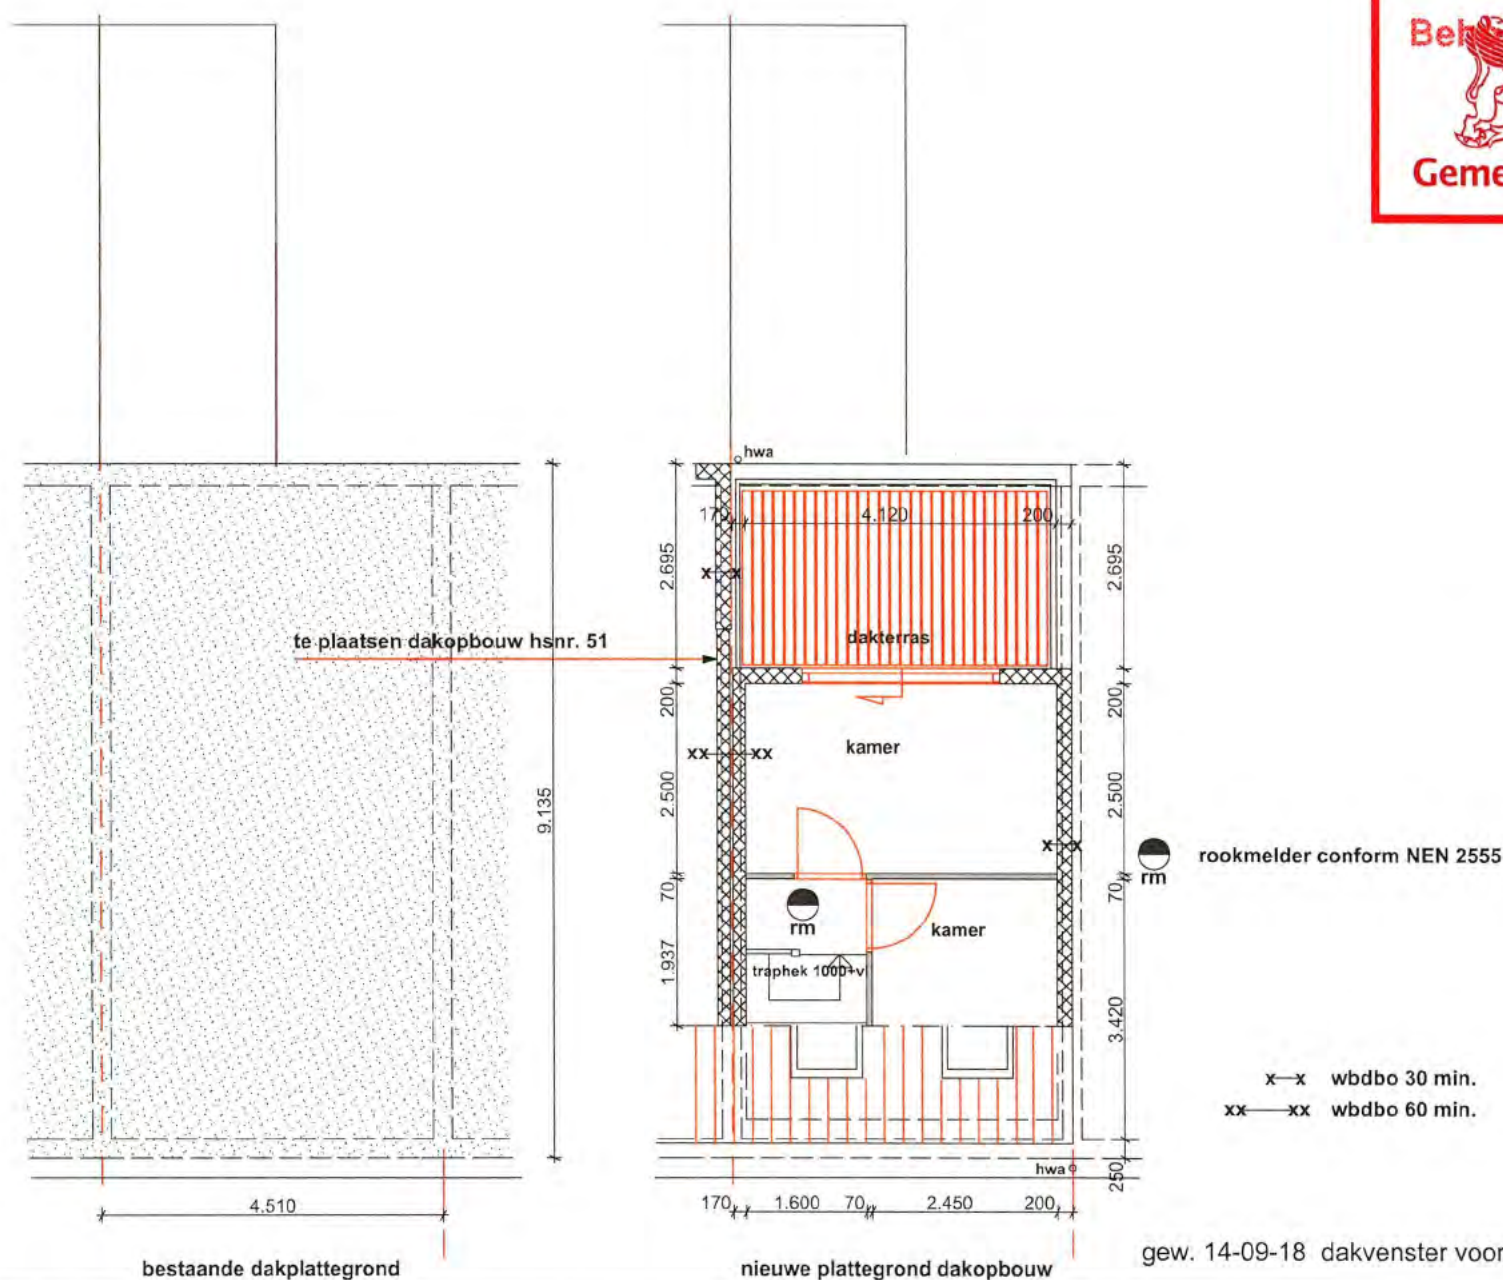 Geme
hwa
170
4.120
200
2.695
2.695
te plaatsen dakopbouw hsnr. 51
dakterras
200
200
kamer
xx
xx
x
x
x
x
2.500
2.500
9.135
rookmelder conform NEN 2555
rm
70
70
rm
kamer
1.937
traphek 1000+vl
3.420
x
x
wbdbo 30 min.
xx
xx
wbdbo 60 min.
hwa
250
4.510
170
1.600
70
2.450
200
bestaande dakplattegrond
nieuwe plattegrond dakopbouw
gew. 14-09-18 dakvenster voor